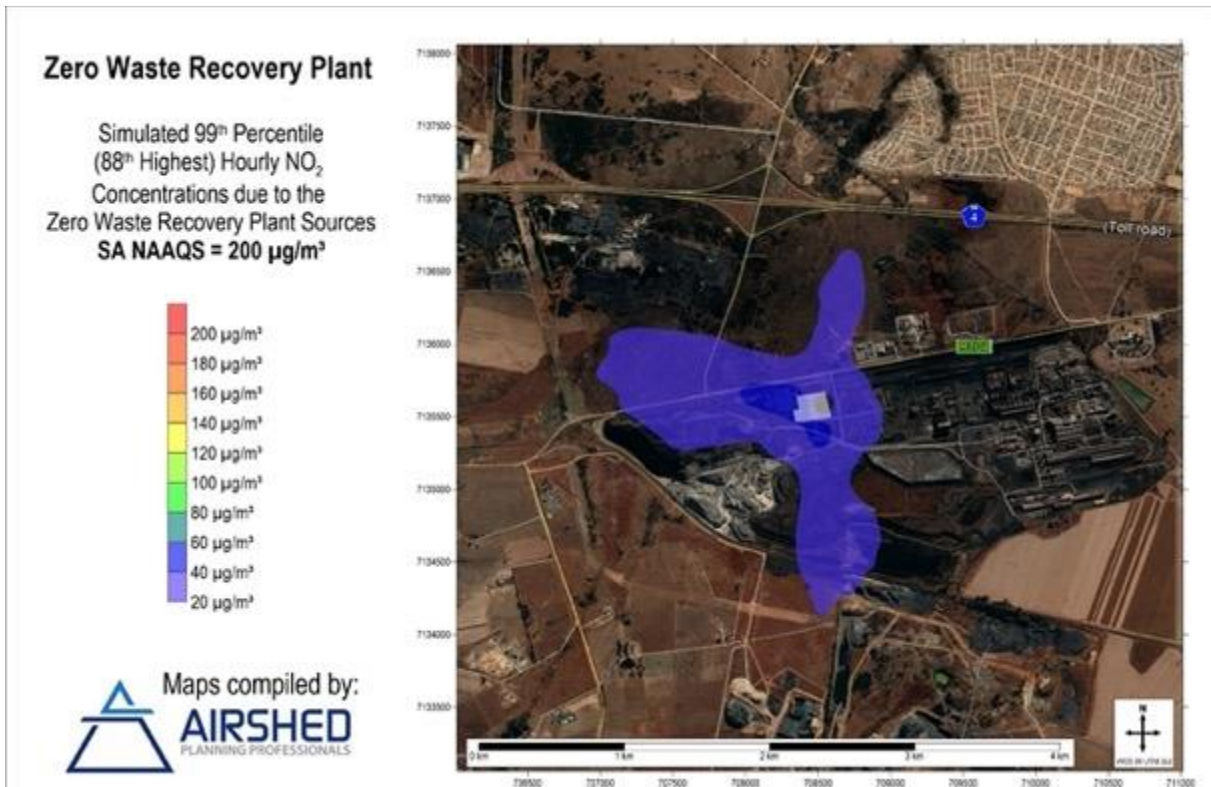 Zero Waste Recovery Plant
Simulated 99th Percentile
(88th Highest) Hourly NO2
Concentrations due to the
Zero Waste Recovery Plant Sources
SA NAAQS = 200 µg/m³
200 µg/m³
180 µg/m³
160 µg/m³
140 µg/m³
120 µg/m³
100 µg/m³
80 µg/m³
60 µg/m³
40 µg/m³
20 µg/m³
Maps compiled by:
AIRSHED
PLANNING PROFESSIONALS
7138000
7137500
7137000
7136500
7136000
7135500
7135000
7134500
7134000
7133500
4
(Toll road)
N
0 km
1 km
2 km
3 km
4 km
706500
707000
707500
708000
708500
709000
709500
710000
710500
711000